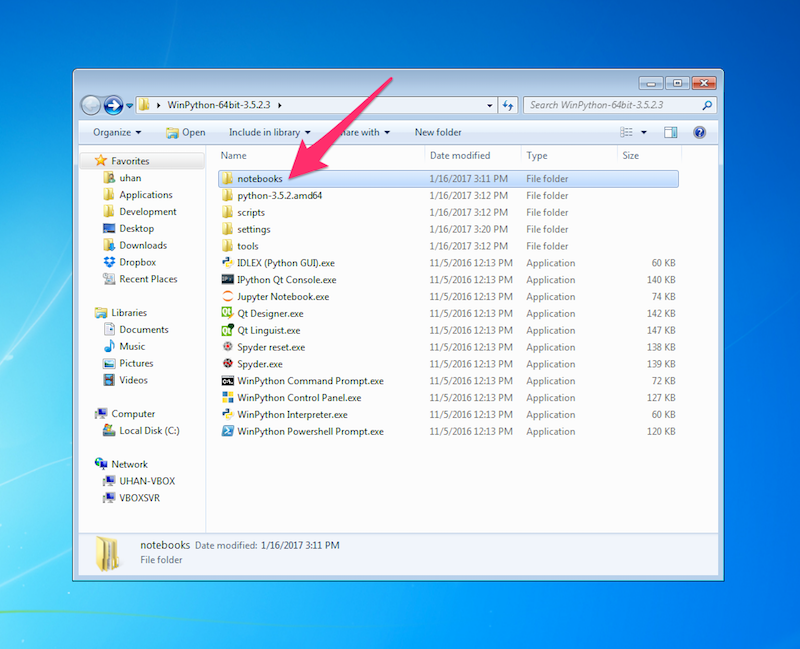 WinPython-64bit-3.5.2.3
Search WinPython-64bit-3.5.2.3
Organize Open Include in library Share with New folder
Name Date modified Type Size
Favorites
uhan
Applications
Development
Desktop
Downloads
Dropbox
Recent Places
Libraries
Documents
Music
Pictures
Videos
Computer
Local Disk (C:)
Network
UHAN-VBOX
VBOXSVR
notebooks 1/16/2017 3:11 PM File folder
python-3.5.2.amd64 1/16/2017 3:12 PM File folder
scripts 1/16/2017 3:12 PM File folder
settings 1/16/2017 3:20 PM File folder
tools 1/16/2017 3:12 PM File folder
IDLEX (Python GUI).exe 11/5/2016 12:13 PM Application 60 KB
IPython Qt Console.exe 11/5/2016 12:13 PM Application 140 KB
Jupyter Notebook.exe 11/5/2016 12:13 PM Application 74 KB
Qt Designer.exe 11/5/2016 12:13 PM Application 142 KB
Qt Linguist.exe 11/5/2016 12:13 PM Application 147 KB
Spyder reset.exe 11/5/2016 12:13 PM Application 138 KB
Spyder.exe 11/5/2016 12:13 PM Application 139 KB
WinPython Command Prompt.exe 11/5/2016 12:13 PM Application 72 KB
WinPython Control Panel.exe 11/5/2016 12:13 PM Application 127 KB
WinPython Interpreter.exe 11/5/2016 12:13 PM Application 60 KB
WinPython Powershell Prompt.exe 11/5/2016 12:13 PM Application 120 KB
notebooks Date modified: 1/16/2017 3:11 PM
File folder